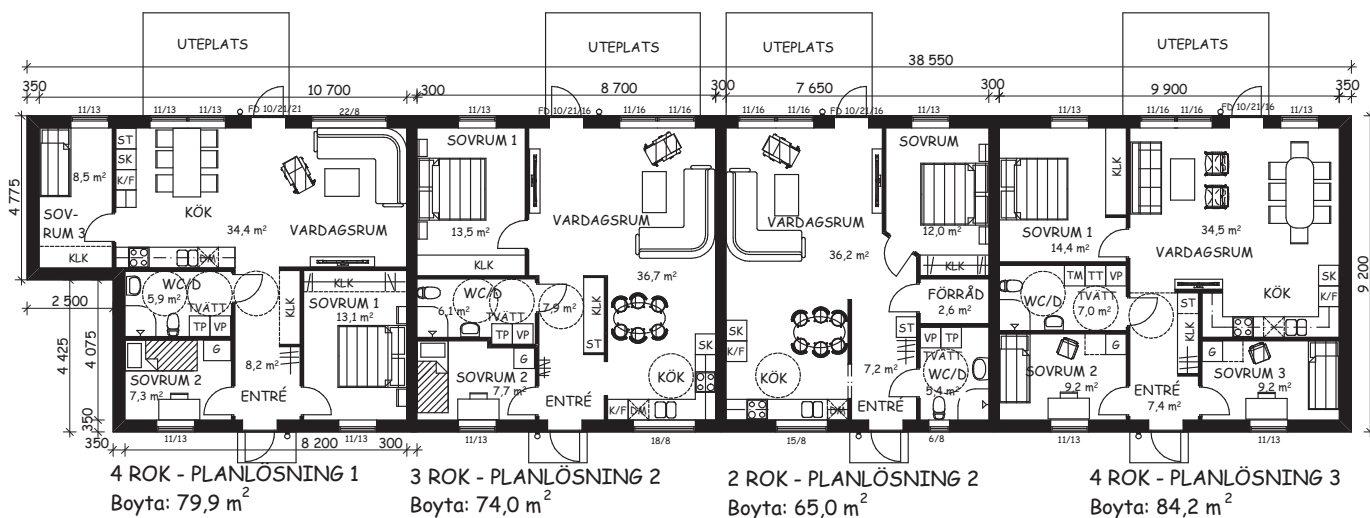 UTEPLATS
UTEPLATS
UTEPLATS
UTEPLATS
38 550
350
10 700
300
8 700
300
7 650
300
9 900
350
11/13
11/13
11/13
FD 10/21/21
22/8
11/13
FD 10/21/16
11/16
11/16
11/16
11/16
FD 10/21/16
11/13
11/13
11/16
11/16
FD 10/21/16
11/13
4 775
2 500
4 425
4 075
350
350
8 200
300
9 200
8,5 m²
SOV-
RUM 3
KLK
ST
SK
K/F
KÖK
34,4 m²
VARDAGSRUM
DM
WC/D
5,9 m²
TVÄTT
TP
VP
KLK
SOVRUM 1
13,1 m²
G
SOVRUM 2
7,3 m²
8,2 m²
ENTRÉ
11/13
11/13
SOVRUM 1
13,5 m²
KLK
VARDAGSRUM
36,7 m²
WC/D
6,1 m²
TVÄTT
TP
VP
7,9 m²
KLK
ST
G
SOVRUM 2
7,7 m²
ENTRÉ
SK
KÖK
K/F
DM
11/13
18/8
VARDAGSRUM
36,2 m²
SOVRUM
12,0 m²
KLK
FÖRRÅD
2,6 m²
ST
VP
TP
TVÄTT
WC/D
5,4 m²
7,2 m²
ENTRÉ
SK
K/F
KÖK
DM
15/8
6/8
KLK
SOVRUM 1
14,4 m²
34,5 m²
VARDAGSRUM
TM
TT
VP
WC/D
TVÄTT
7,0 m²
ST
KLK
SK
K/F
KÖK
DM
G
SOVRUM 2
9,2 m²
G
SOVRUM 3
9,2 m²
ENTRÉ
7,4 m²
11/13
11/13
4 ROK - PLANLÖSNING 1
Boyta: 79,9 m²
3 ROK - PLANLÖSNING 2
Boyta: 74,0 m²
2 ROK - PLANLÖSNING 2
Boyta: 65,0 m²
4 ROK - PLANLÖSNING 3
Boyta: 84,2 m²